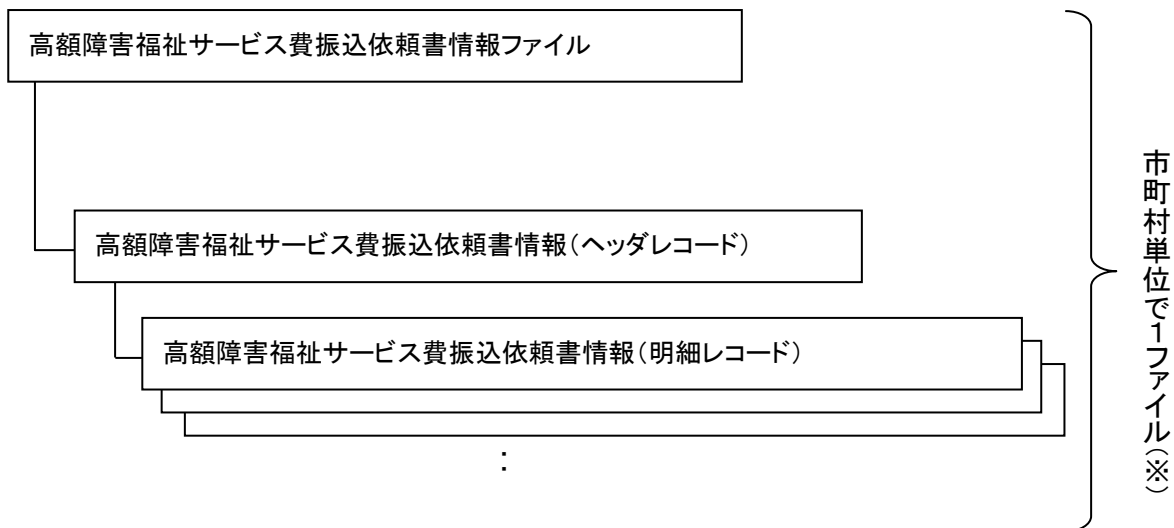 高額障害福祉サービス費振込依頼書情報ファイル
高額障害福祉サービス費振込依頼書情報(ヘッダレコード)
高額障害福祉サービス費振込依頼書情報(明細レコード)
:
市町村単位で1ファイル(※)